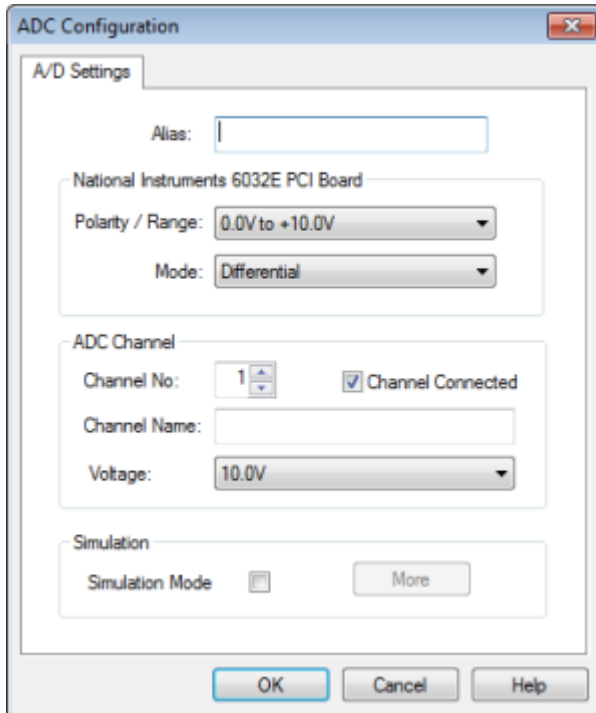 ADC Configuration
A/D Settings
Alias:
National Instruments 6032E PCI Board
Polarity / Range: 0.0V to +10.0V
Mode: Differential
ADC Channel
Channel No: 1 Channel Connected
Channel Name:
Voltage: 10.0V
Simulation
Simulation Mode More
OK Cancel Help